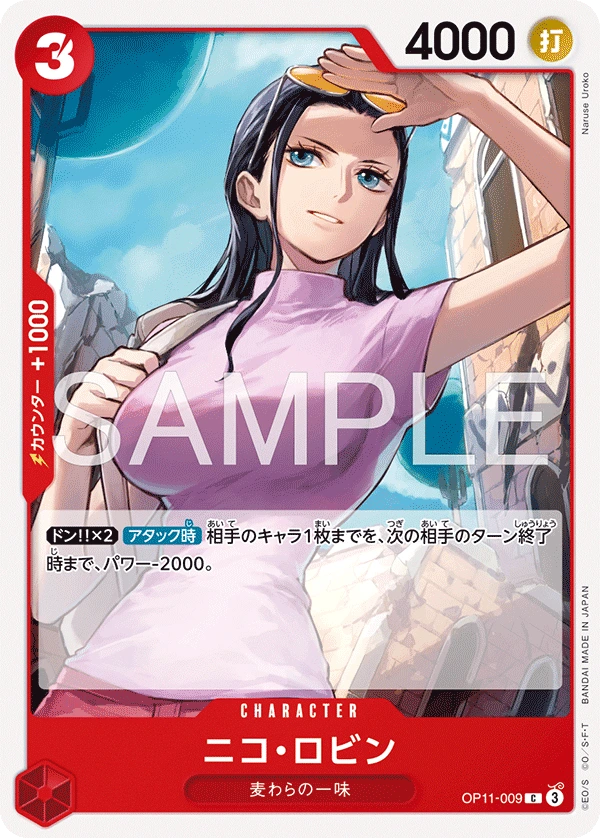 3
4000 打
Naruse Uroko
カウンター +1000
SAMPLE
ドン!!×2 アタック時 相手のキャラ1枚までを、次の相手のターン終了
時まで、パワー-2000。
BANDAI MADE IN JAPAN
©E.O/S ©O/S·F·T
CHARACTER
ニコ・ロビン
麦わらの一味
OP11-009 C 3